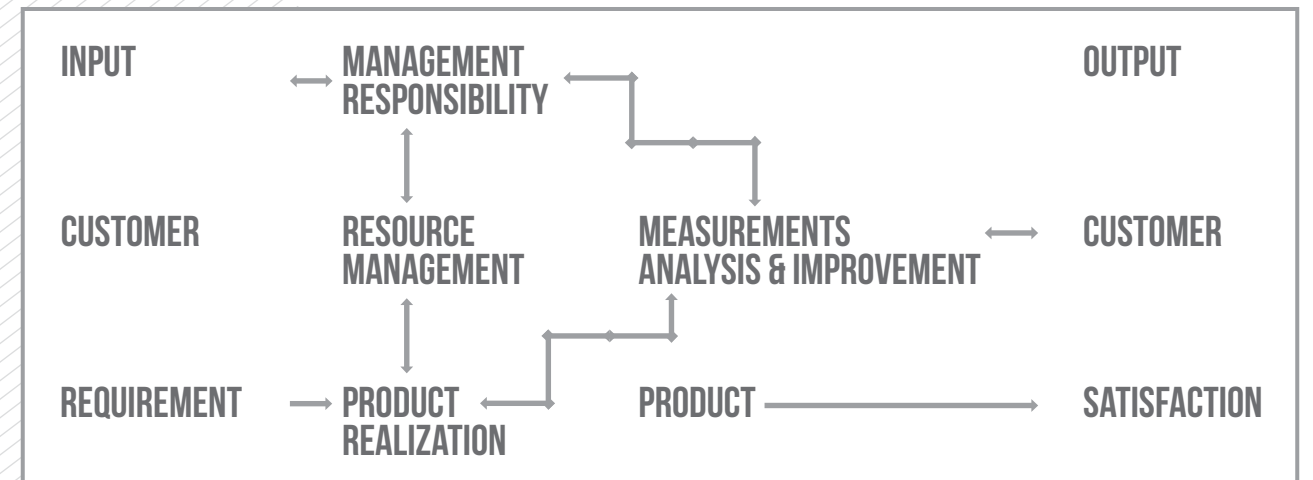 INPUT
MANAGEMENT
RESPONSIBILITY
OUTPUT
CUSTOMER
RESOURCE
MANAGEMENT
MEASUREMENTS
ANALYSIS & IMPROVEMENT
CUSTOMER
REQUIREMENT
PRODUCT
REALIZATION
PRODUCT
SATISFACTION